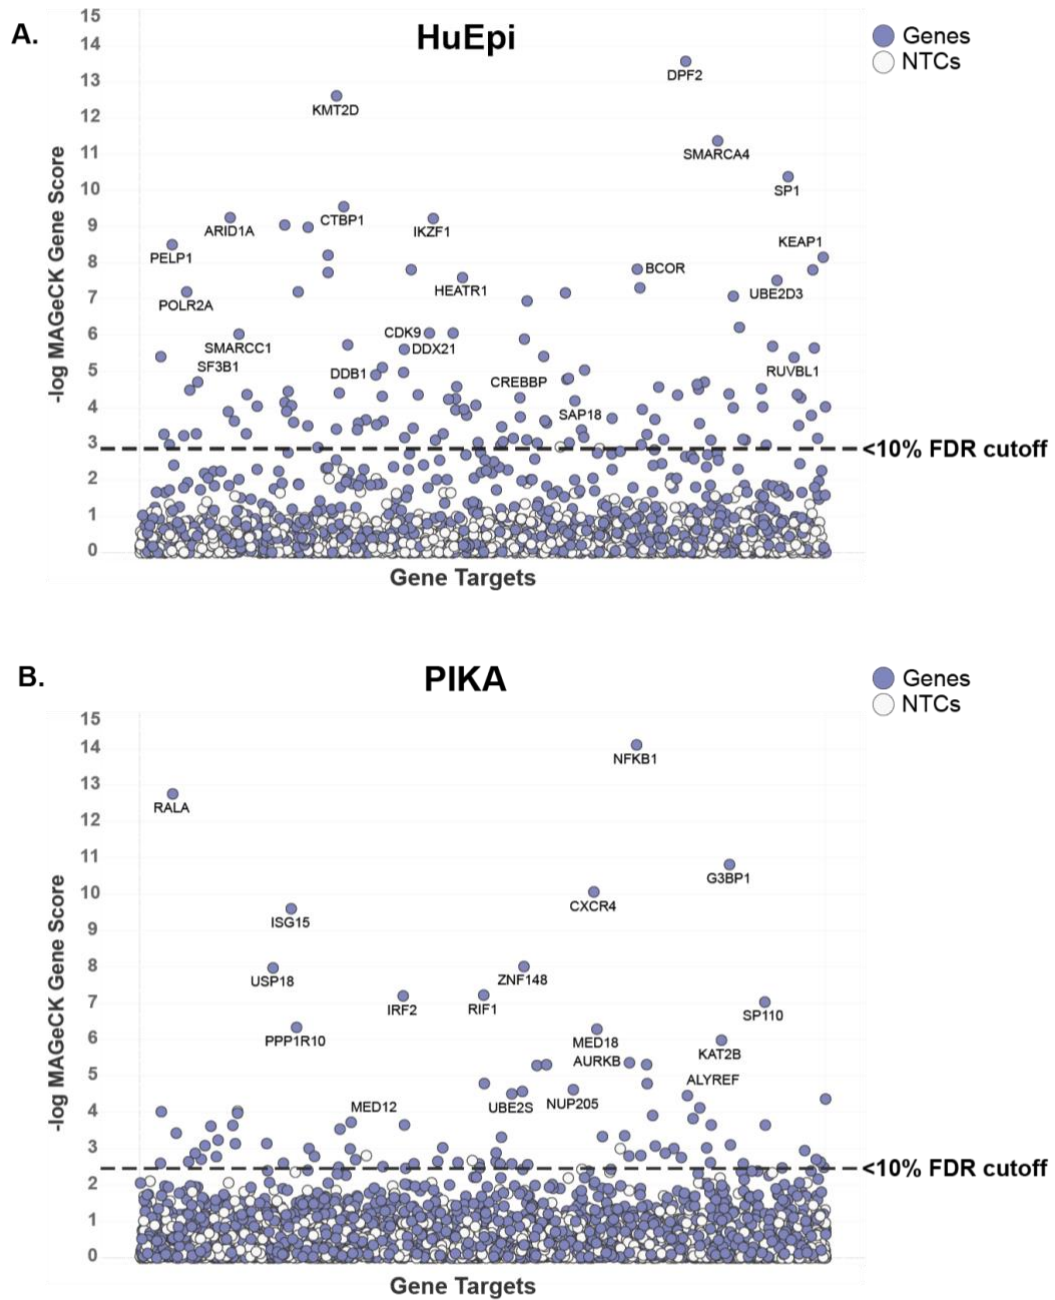 A.
HuEpi
Genes
NTCs
-log MAGeCK Gene Score
15
14
13
12
11
10
9
8
7
6
5
4
3
2
1
0
DPF2
KMT2D
SMARCA4
SP1
CTBP1
ARID1A
IKZF1
KEAP1
PELP1
BCOR
HEATR1
UBE2D3
POLR2A
CDK9
SMARCC1
DDX21
SF3B1
RUVBL1
DDB1
CREBBP
SAP18
<10% FDR cutoff
Gene Targets
B.
PIKA
Genes
NTCs
-log MAGeCK Gene Score
15
14
13
12
11
10
9
8
7
6
5
4
3
2
1
0
NFKB1
RALA
G3BP1
CXCR4
ISG15
USP18
ZNF148
IRF2
RIF1
SP110
PPP1R10
MED18
KAT2B
AURKB
ALYREF
MED12
UBE2S
NUP205
<10% FDR cutoff
Gene Targets